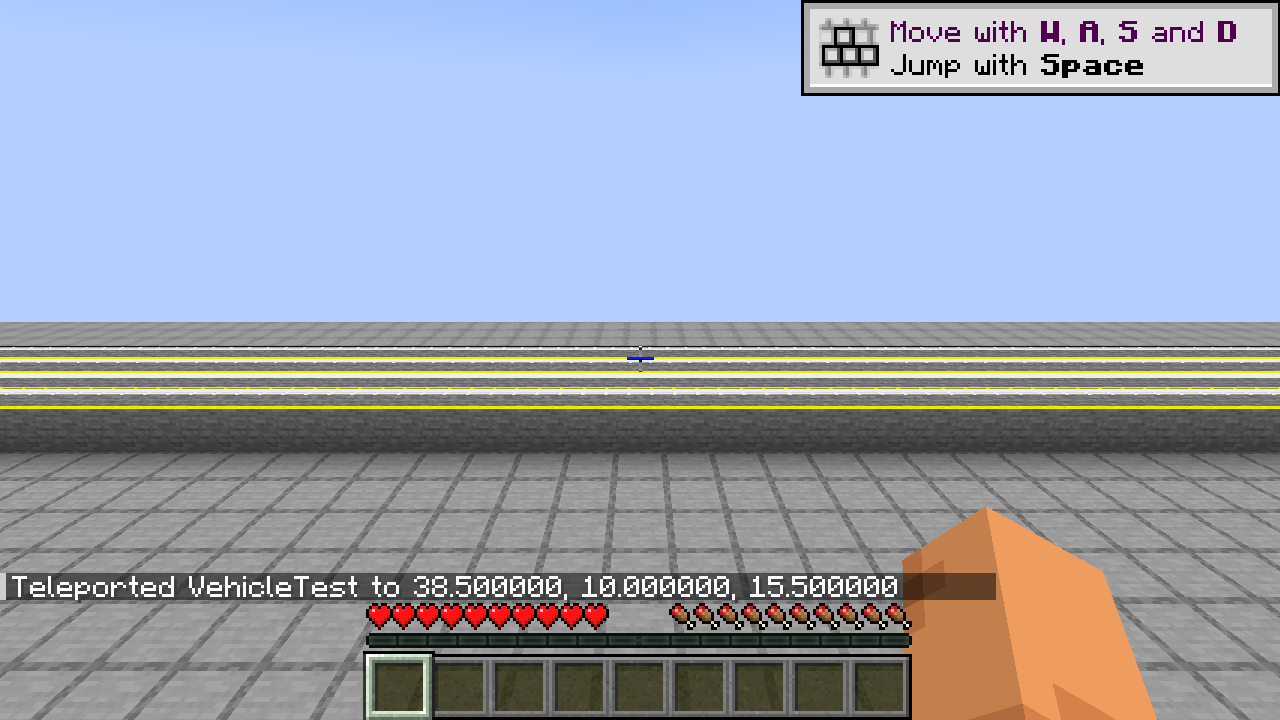 Move with W, A, S and D
Jump with Space
Teleported VehicleTest to 38.500000, 10.000000, 15.500000